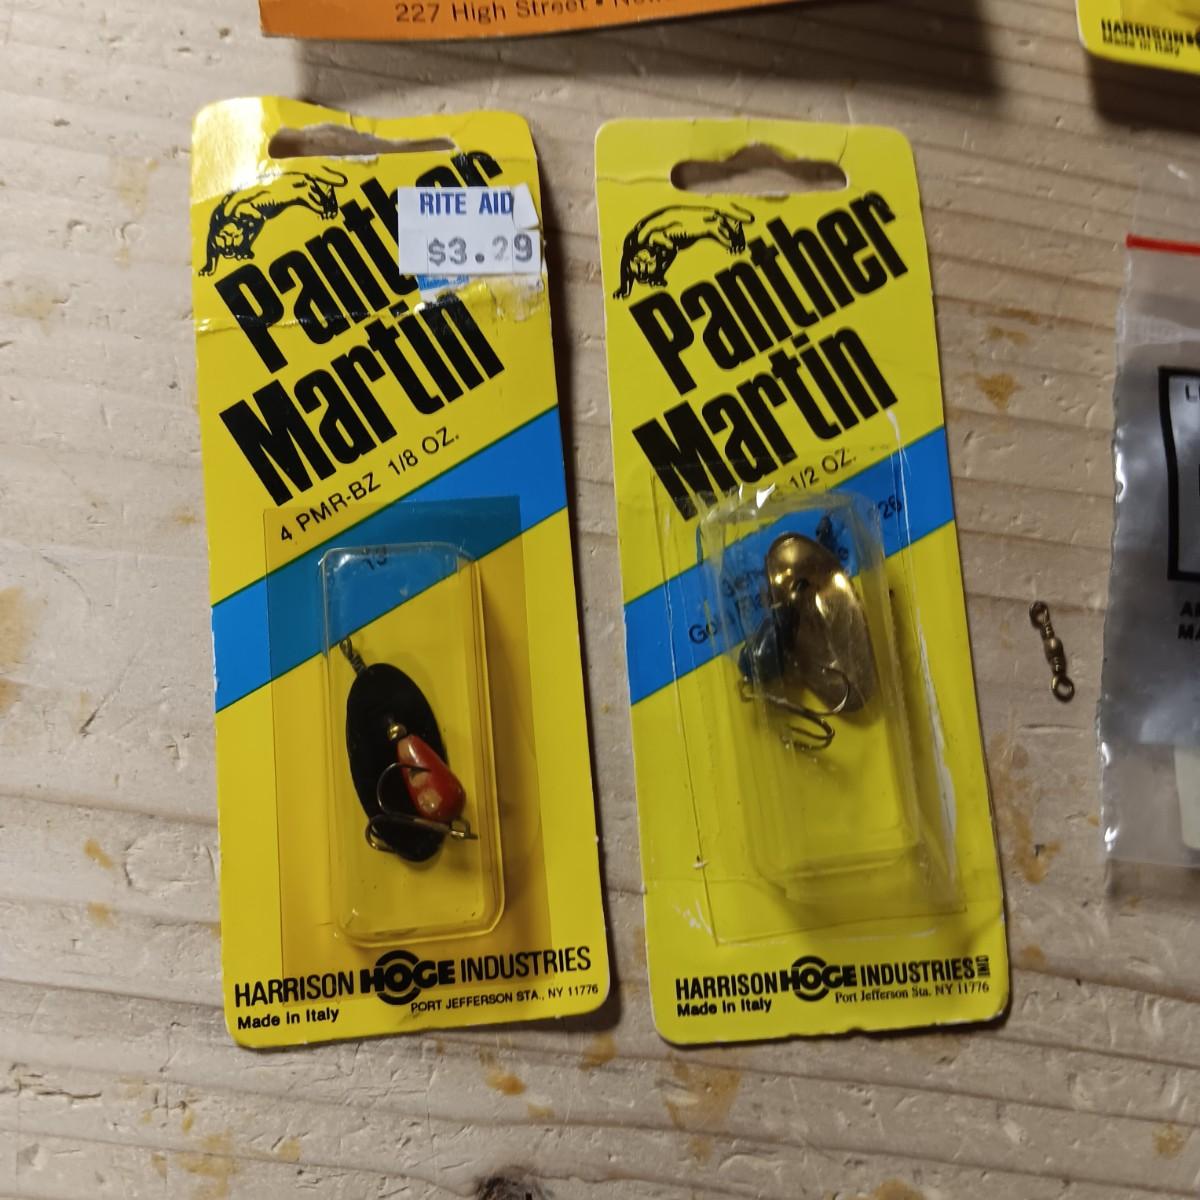 227 High Street •
HARRISON
Made in Italy
RITE AID
$3.29
Panther
Martin
4 PMR-BZ 1/8 OZ.
HARRISON HOGE INDUSTRIES
PORT JEFFERSON STA., NY 11776
Made in Italy
Panther
Martin
1/2 OZ.
26
HARRISON HOGE INDUSTRIES INC
Port Jefferson Sta. NY 11776
Made in Italy